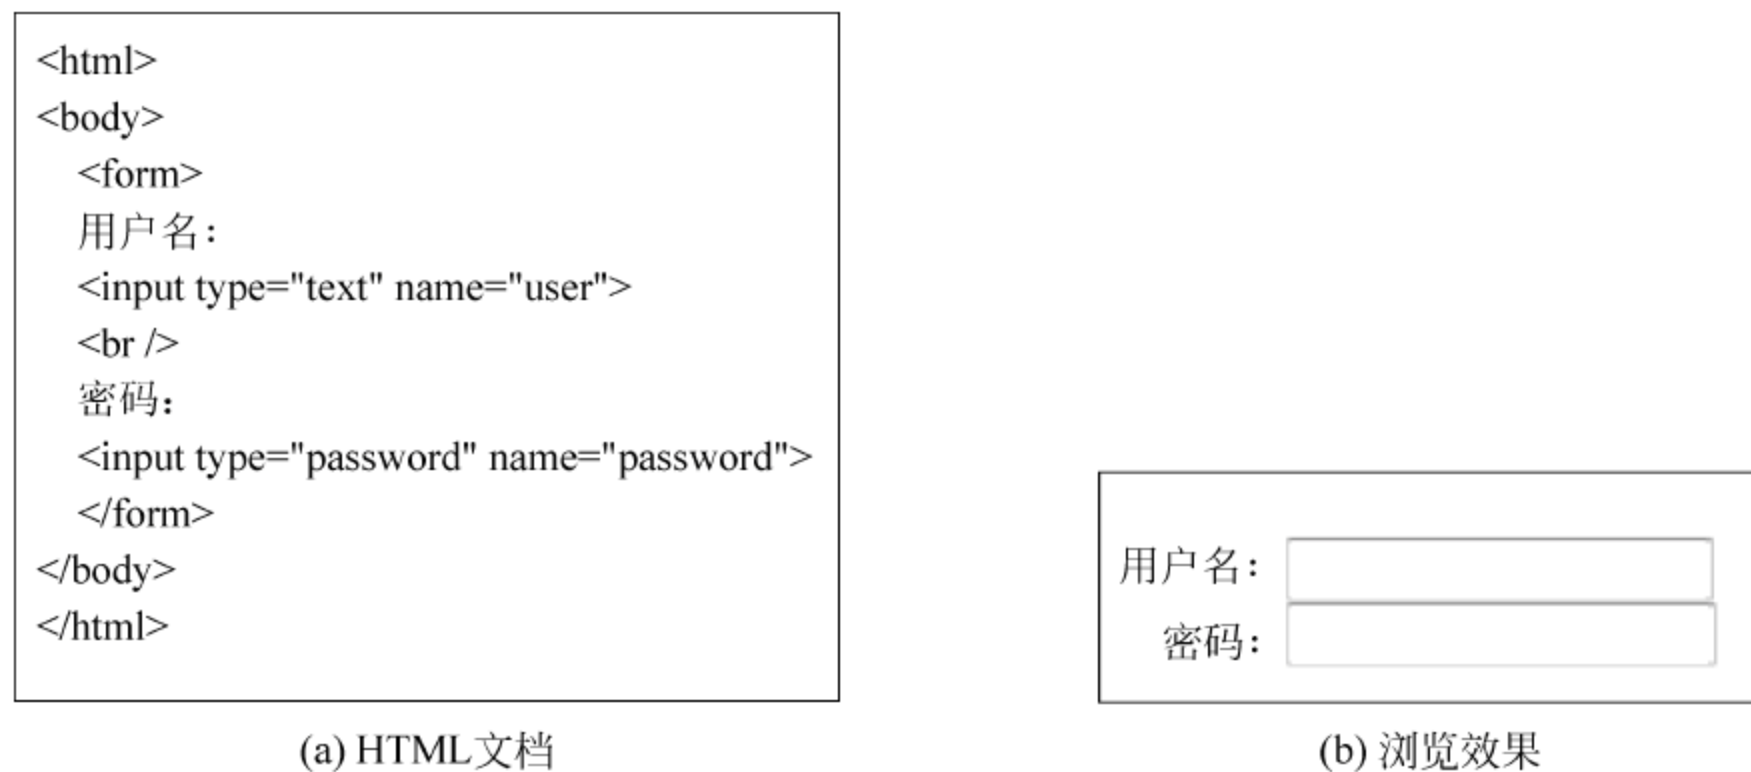 <html>
<body>
<form>
用户名：
<input type="text" name="user">
<br />
密码：
<input type="password" name="password">
</form>
</body>
</html>
(a) HTML文档
用户名：
密码：
(b) 浏览效果